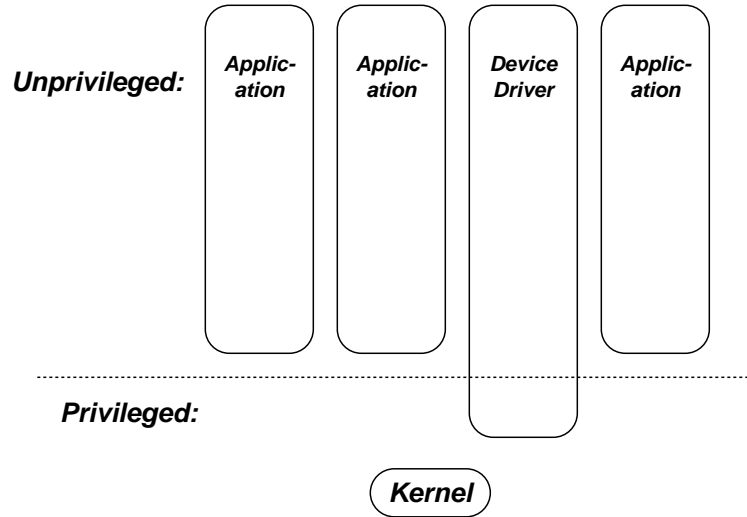 Unprivileged:
Applic-
ation
Applic-
ation
Device
Driver
Applic-
ation
Privileged:
Kernel